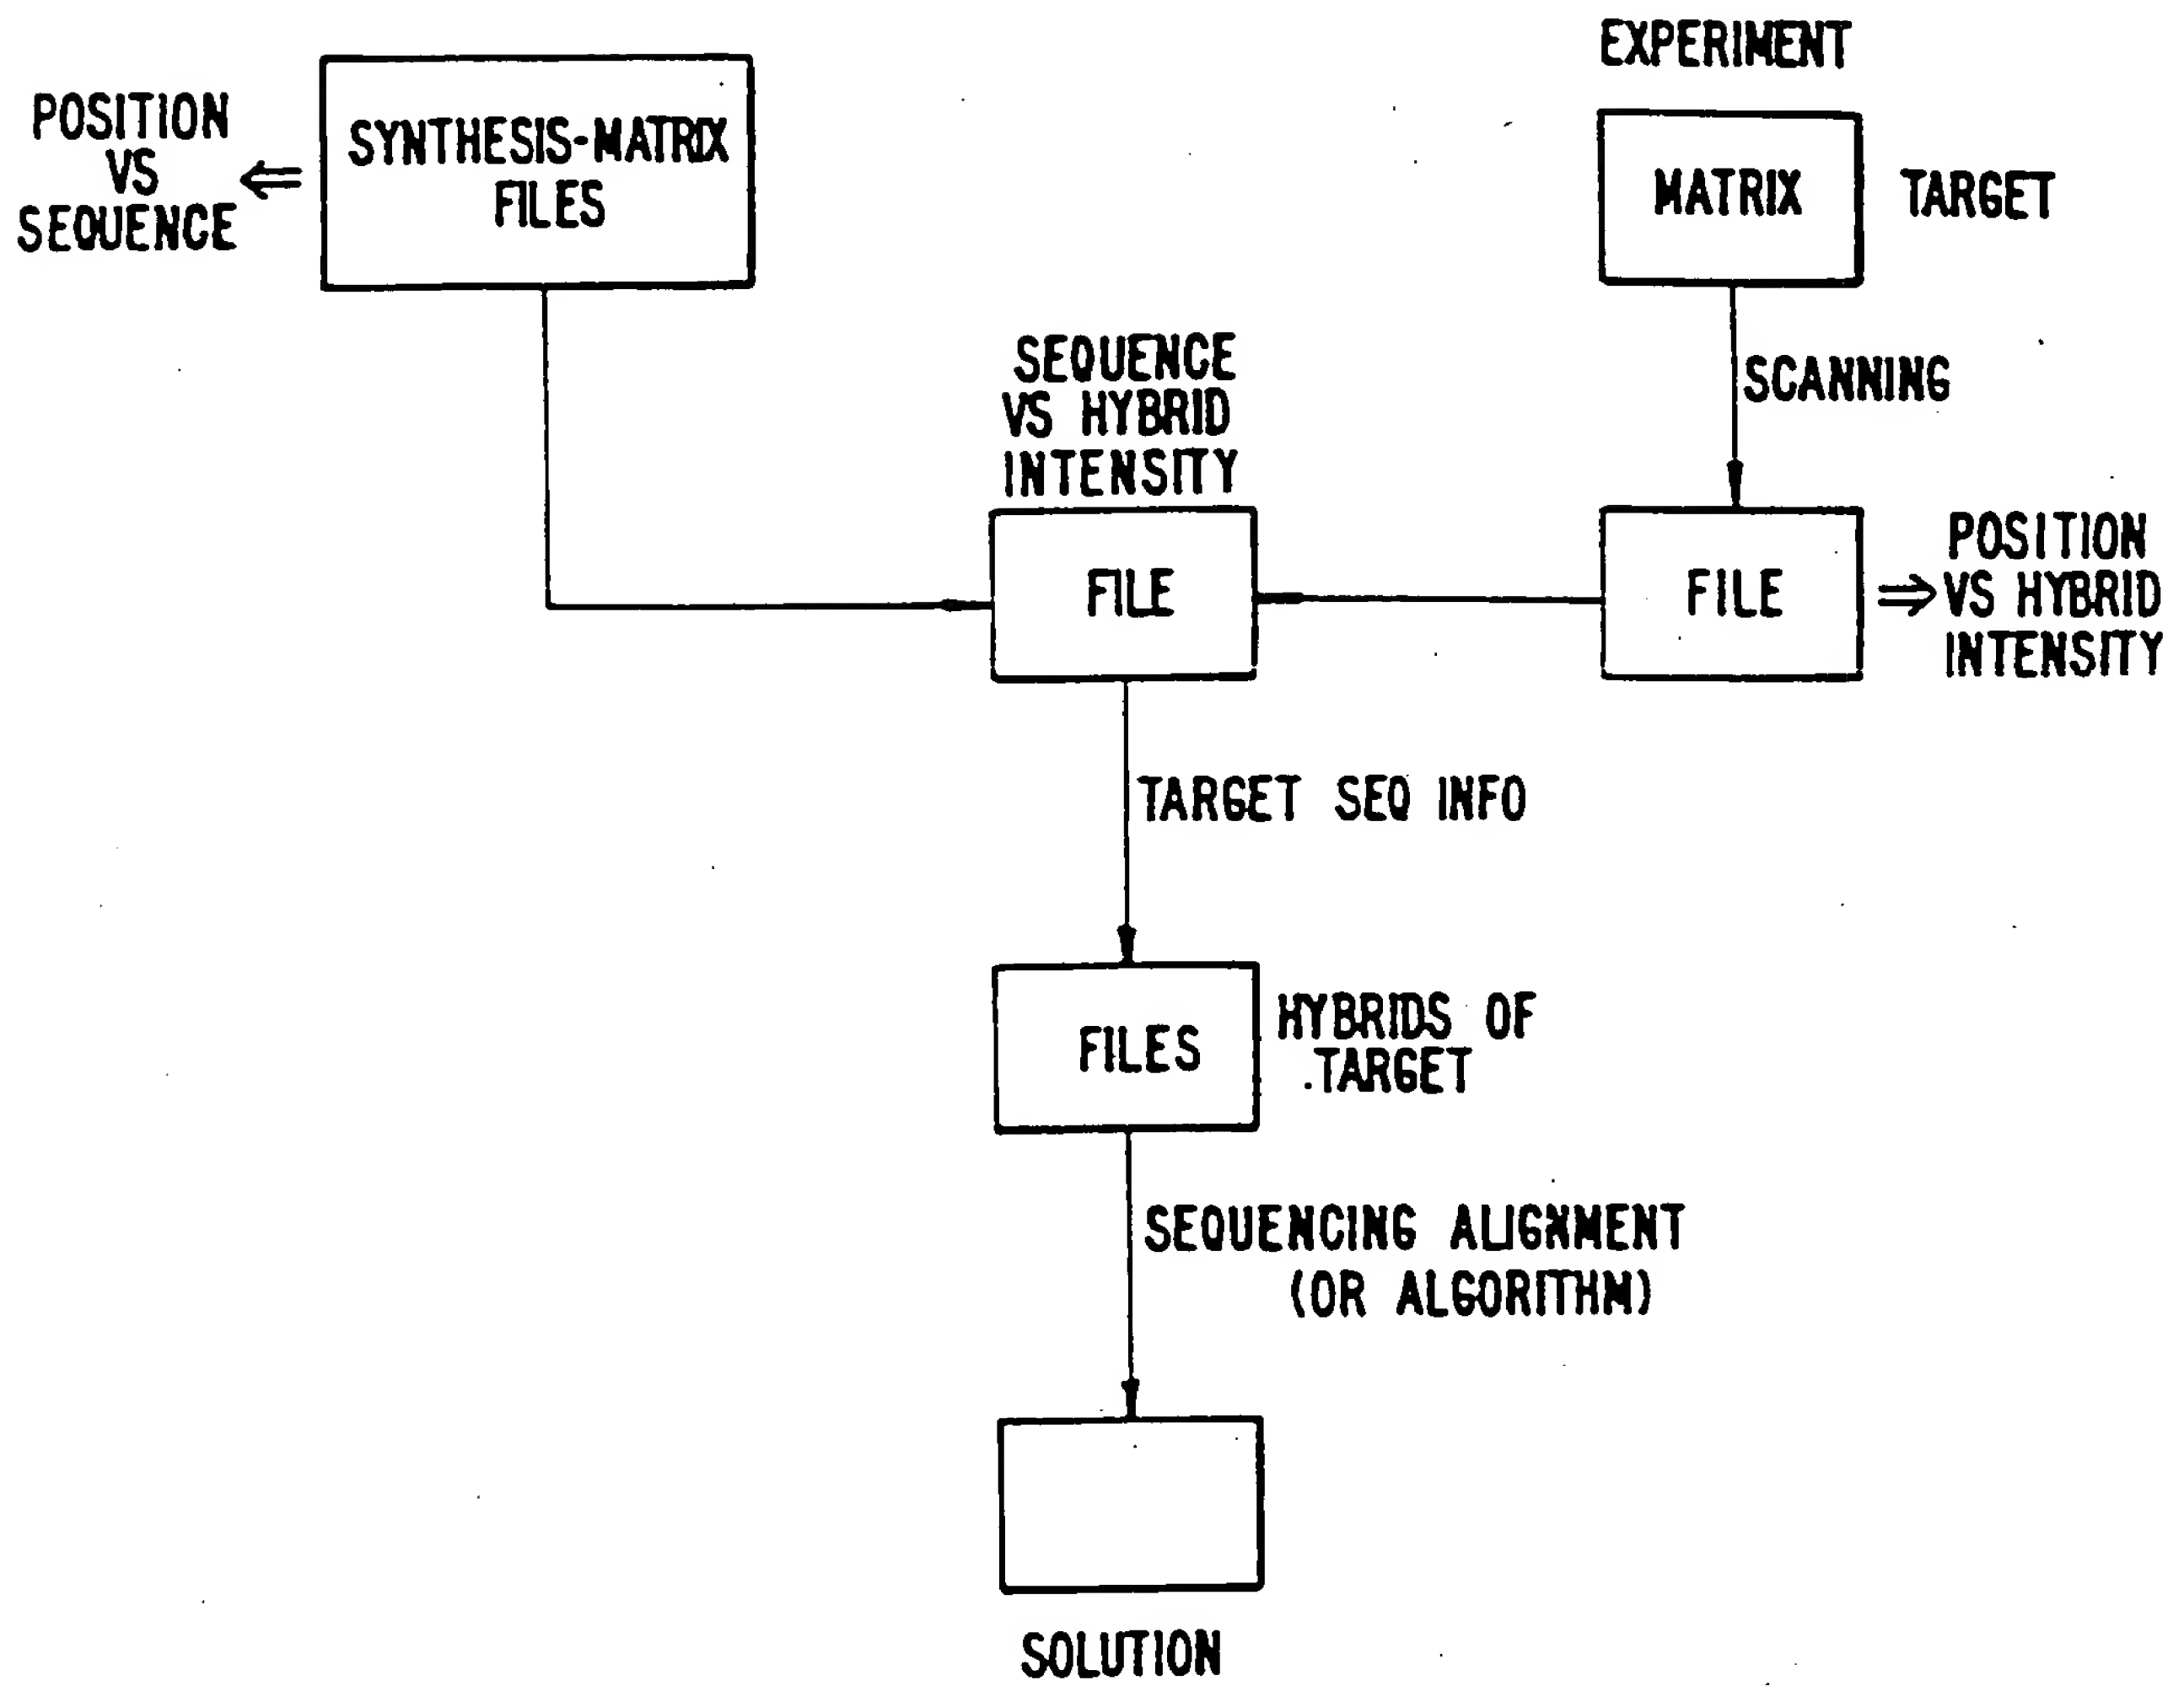 EXPERIMENT
POSITION
VS
SEQUENCE
SYNTHESIS-MATRIX
FILES
MATRIX
TARGET
SCANNING
SEQUENCE
VS HYBRID
INTENSITY
FILE
FILE
POSITION
VS HYBRID
INTENSITY
TARGET SEQ INFO
FILES
HYBRIDS OF
TARGET
SEQUENCING ALIGNMENT
(OR ALGORITHM)
SOLUTION